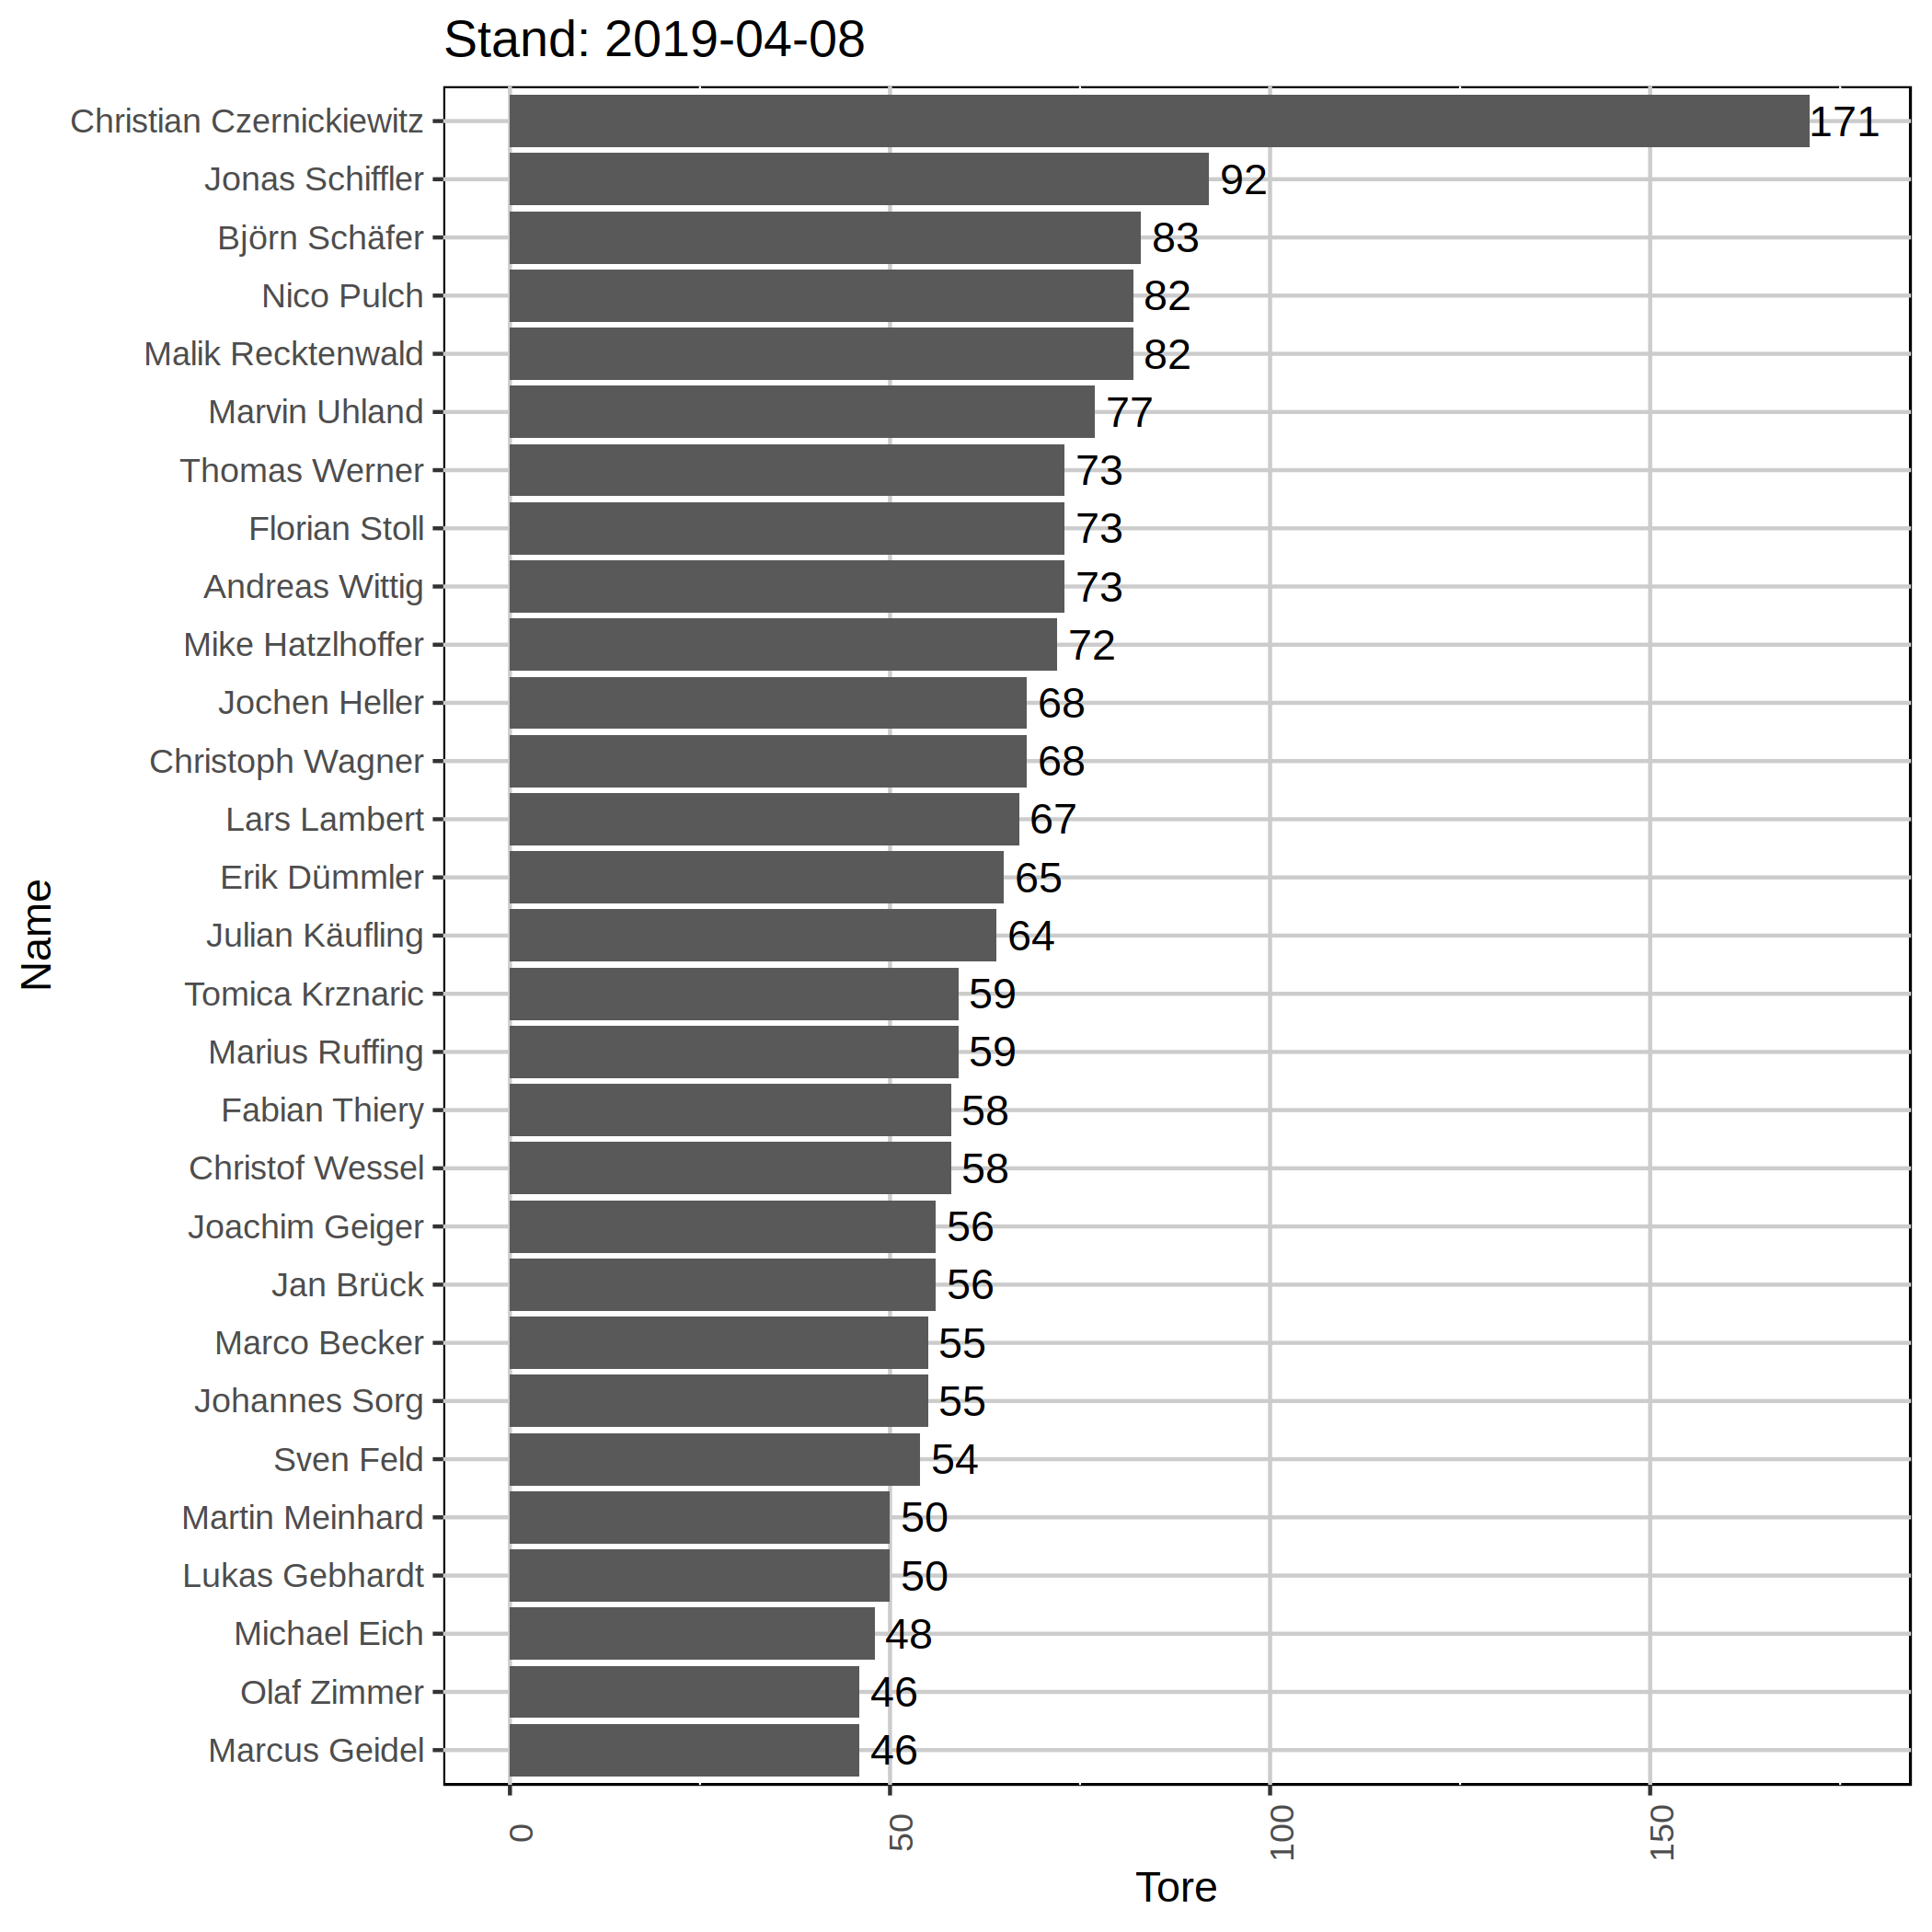 Stand: 2019-04-08
Christian Czernickiewitz 171
Jonas Schiffler 92
Björn Schäfer 83
Nico Pulch 82
Malik Recktenwald 82
Marvin Uhland 77
Thomas Werner 73
Florian Stoll 73
Andreas Wittig 73
Mike Hatzlhoffer 72
Jochen Heller 68
Christoph Wagner 68
Lars Lambert 67
Erik Dümmler 65
Julian Käufling 64
Tomica Krznaric 59
Marius Ruffing 59
Fabian Thiery 58
Christof Wessel 58
Joachim Geiger 56
Jan Brück 56
Marco Becker 55
Johannes Sorg 55
Sven Feld 54
Martin Meinhard 50
Lukas Gebhardt 50
Michael Eich 48
Olaf Zimmer 46
Marcus Geidel 46
Name
0 50 100 150
Tore